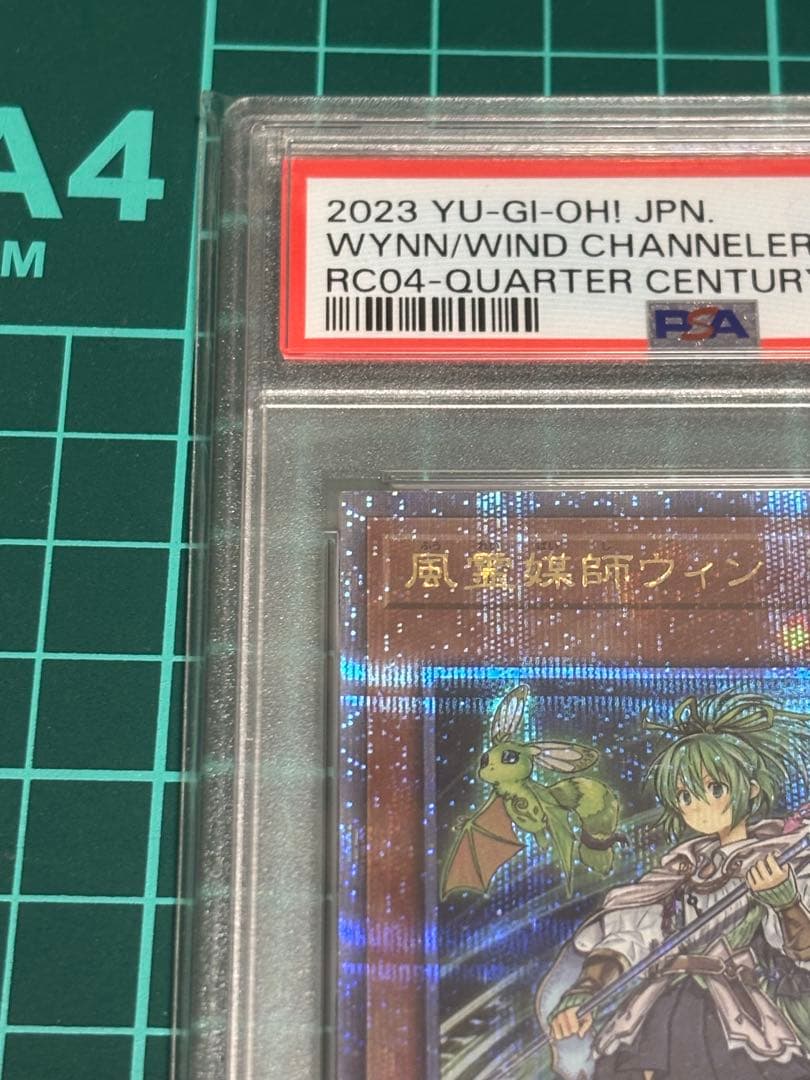 A4
M
2023 YU-GI-OH! JPN.
WYNN/WIND CHANNELER
RC04-QUARTER CENTURY
PSA
風霊媒師ウィン